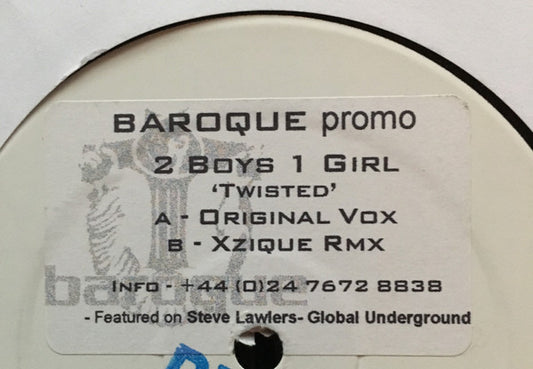 BAROQUE promo
2 Boys 1 Girl
'Twisted'
A - Original Vox
B - Xzique Rmx
baroque
Info - +44 (0)24 7672 8838
- Featured on Steve Lawlers- Global Underground